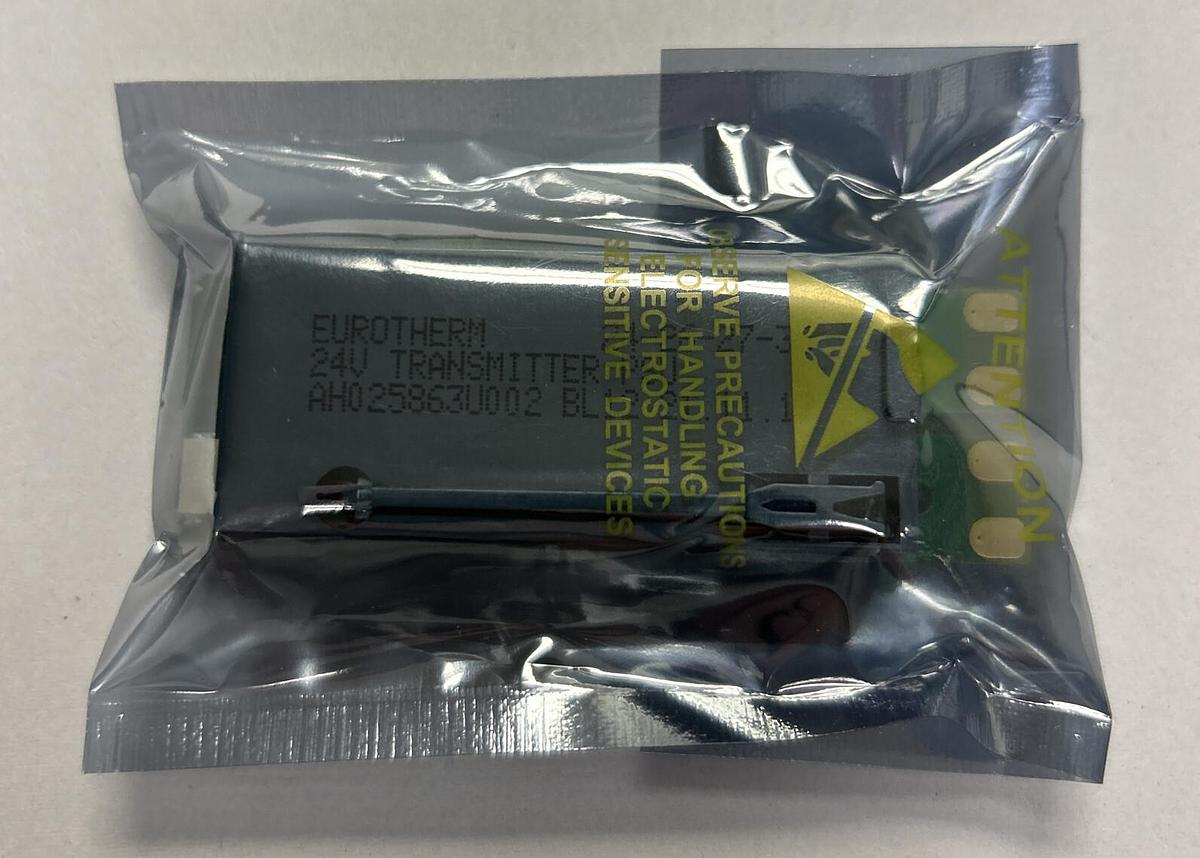 EUROTHERM
24V TRANSMITTER
AH025863U002
ATTENTION
OBSERVE PRECAUTIONS
FOR HANDLING
ELECTROSTATIC
SENSITIVE DEVICES